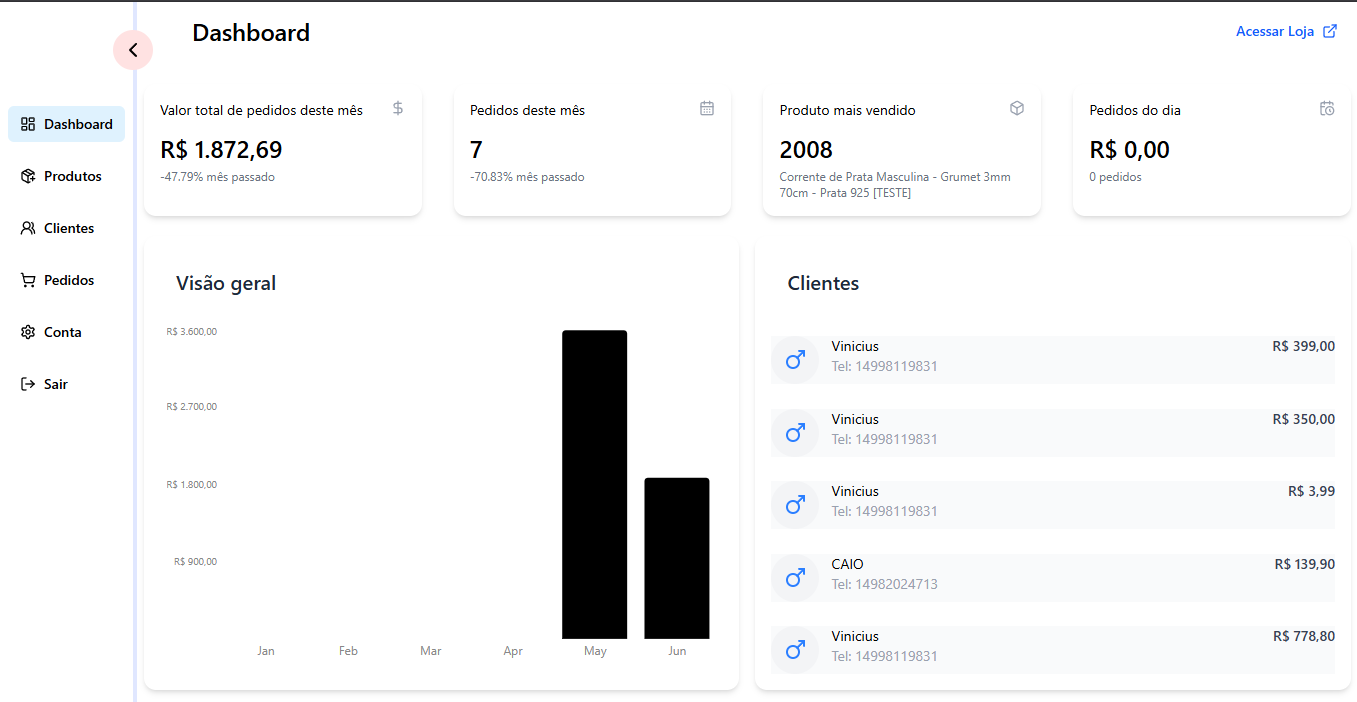 Dashboard
Acessar Loja
Dashboard
Produtos
Clientes
Pedidos
Conta
Sair
Valor total de pedidos deste mês
R$ 1.872,69
-47.79% mês passado
Pedidos deste mês
7
-70.83% mês passado
Produto mais vendido
2008
Corrente de Prata Masculina - Grumet 3mm
70cm - Prata 925 [TESTE]
Pedidos do dia
R$ 0,00
0 pedidos
Visão geral
R$ 3.600,00
R$ 2.700,00
R$ 1.800,00
R$ 900,00
Jan Feb Mar Apr May Jun
Clientes
Vinicius R$ 399,00
Tel: 14998119831
Vinicius R$ 350,00
Tel: 14998119831
Vinicius R$ 3,99
Tel: 14998119831
CAIO R$ 139,90
Tel: 14982024713
Vinicius R$ 778,80
Tel: 14998119831